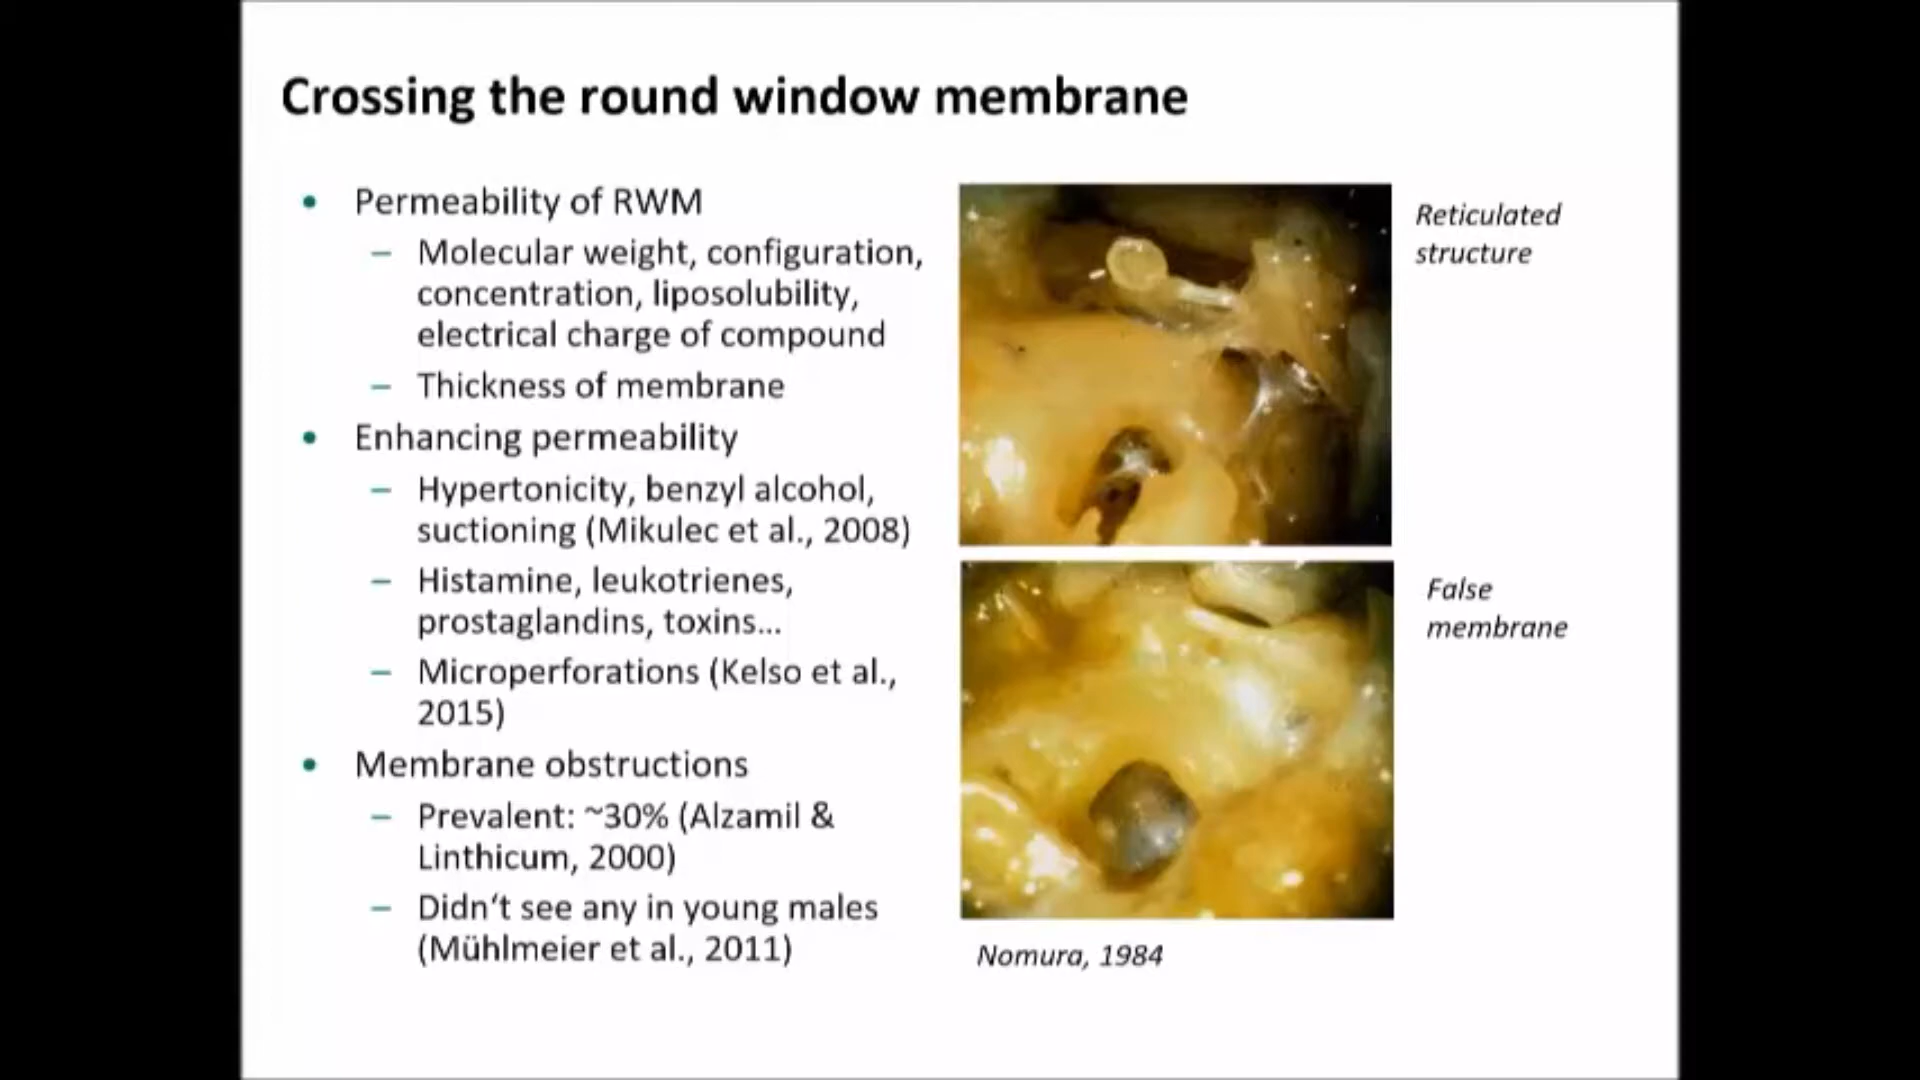 Crossing the round window membrane
• Permeability of RWM
– Molecular weight, configuration,
concentration, liposolubility,
electrical charge of compound
– Thickness of membrane
• Enhancing permeability
– Hypertonicity, benzyl alcohol,
suctioning (Mikulec et al., 2008)
– Histamine, leukotrienes,
prostaglandins, toxins...
– Microperforations (Kelso et al.,
2015)
• Membrane obstructions
– Prevalent: ~30% (Alzamil &
Linthicum, 2000)
– Didn‘t see any in young males
(Mühlmeier et al., 2011)
Reticulated
structure
False
membrane
Nomura, 1984